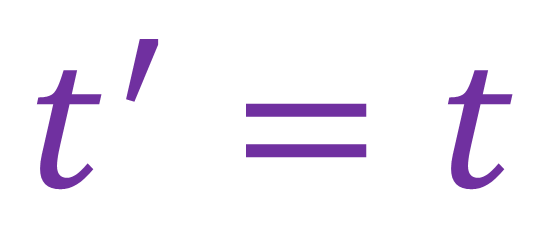 t′ = t